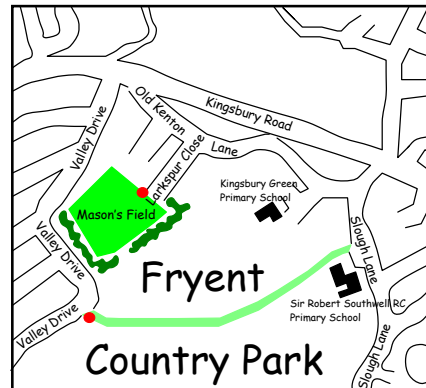 Old Kenton
Lane
Kingsbury Road
Valley Drive
Larkspur Close
Kingsbury Green
Primary School
Mason's Field
Slough Lane
Valley Drive
Fryent
Sir Robert Southwell RC
Primary School
Valley Drive
Slough Lane
Country Park